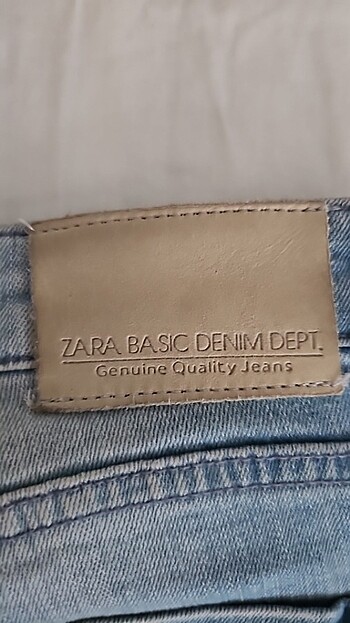 ZARA BASIC DENIM DEPT.
Genuine Quality Jeans